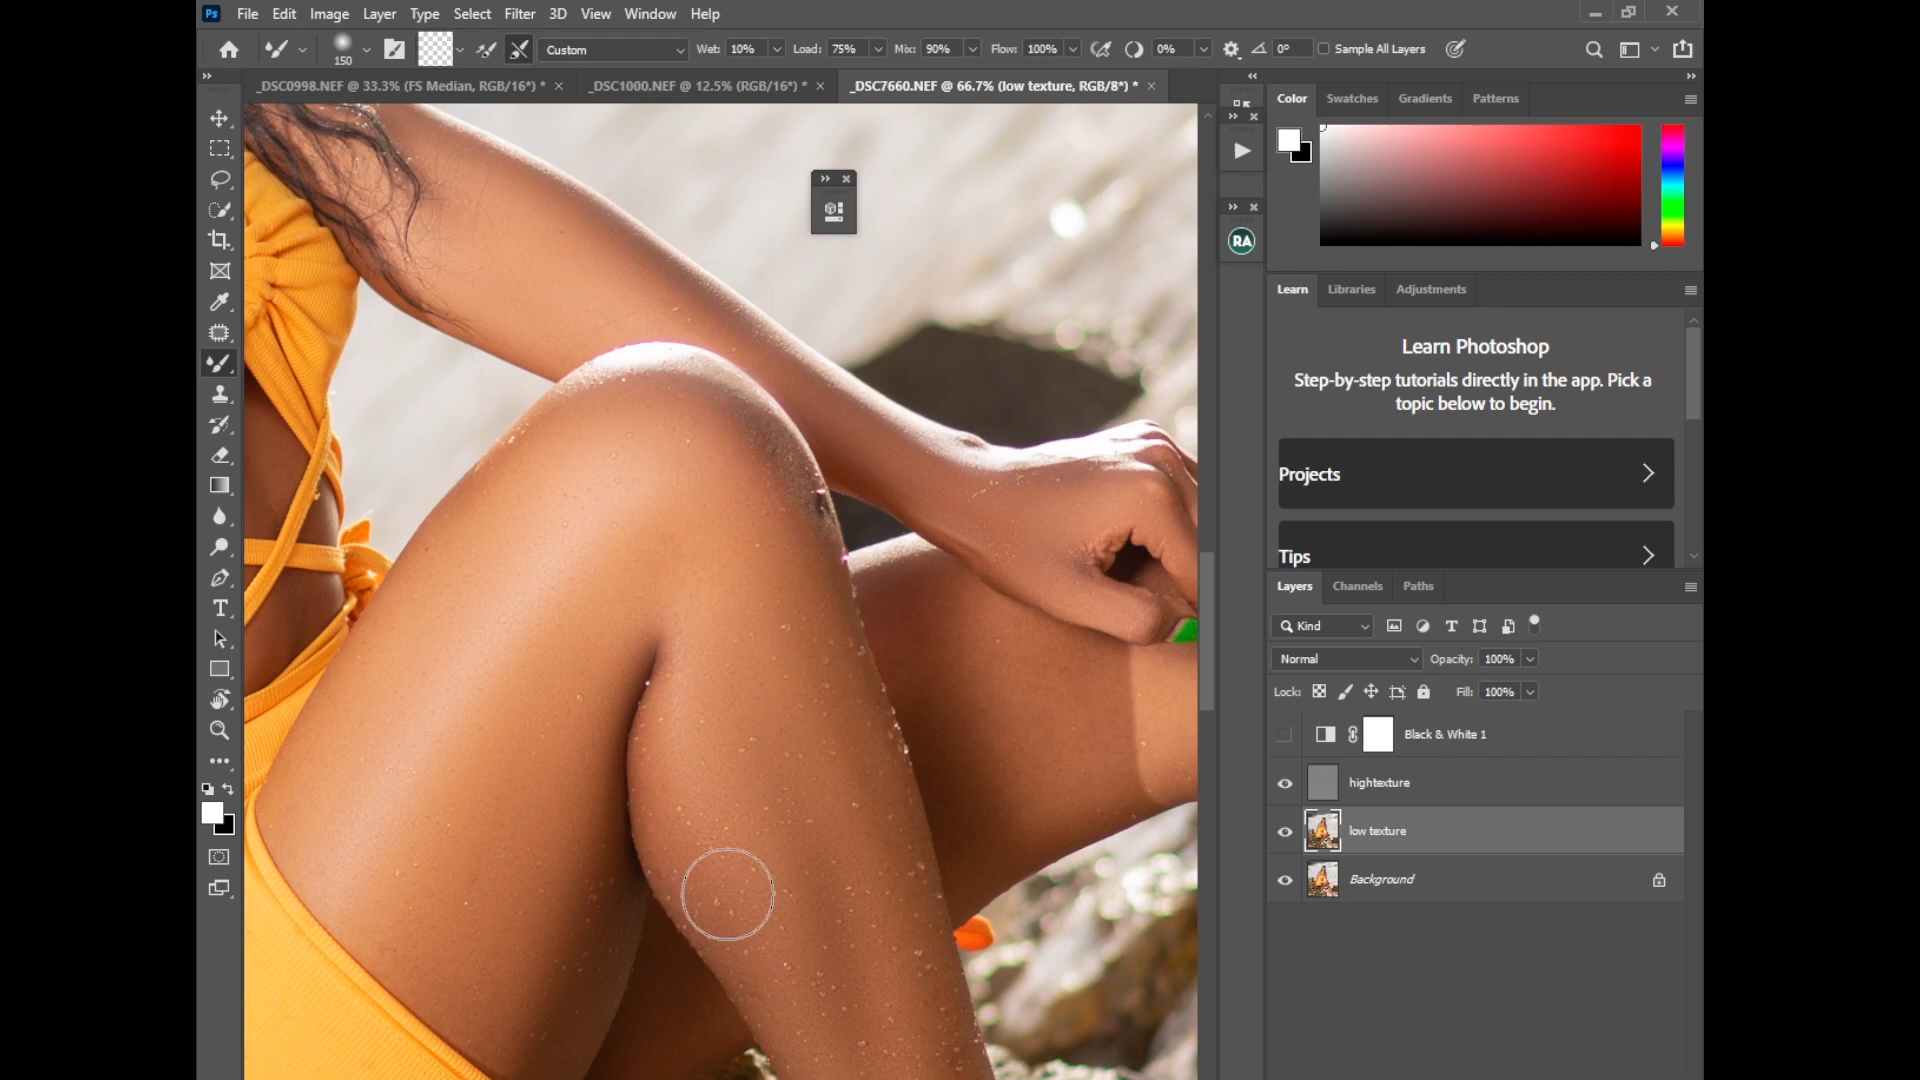 Ps File Edit Image Layer Type Select Filter 3D View Window Help
150 Custom Wet: 10% Load: 75% Mix: 90% Flow: 100% 0% 0° Sample All Layers
_DSC0998.NEF @ 33.3% (FS Median, RGB/16*) * _DSC1000.NEF @ 12.5% (RGB/16*) * _DSC7660.NEF @ 66.7% (low texture, RGB/8*) *
Color Swatches Gradients Patterns
RA
Learn Libraries Adjustments
Learn Photoshop
Step-by-step tutorials directly in the app. Pick a
topic below to begin.
Projects
Tips
Layers Channels Paths
Kind
Normal Opacity: 100%
Lock: Fill: 100%
Black & White 1
hightexture
low texture
Background